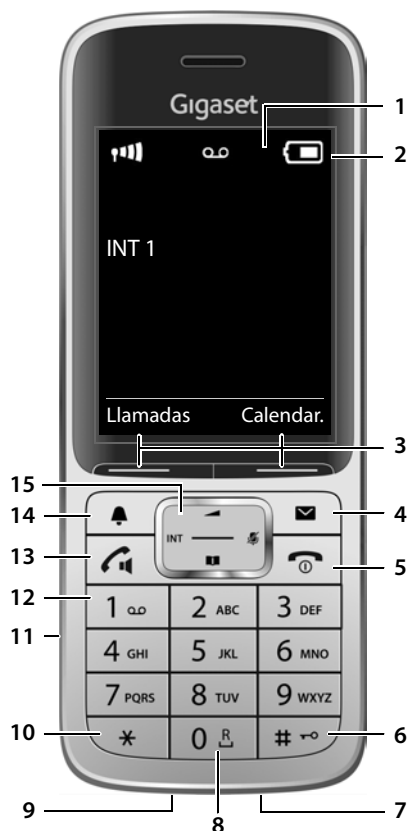 Gigaset
1
2
INT 1
Llamadas Calendar.
3
15
14
4
INT
13
5
12
1 2 ABC 3 DEF
11
4 GHI 5 JKL 6 MNO
7 PQRS 8 TUV 9 WXYZ
10
* 0 R #
6
9
8
7